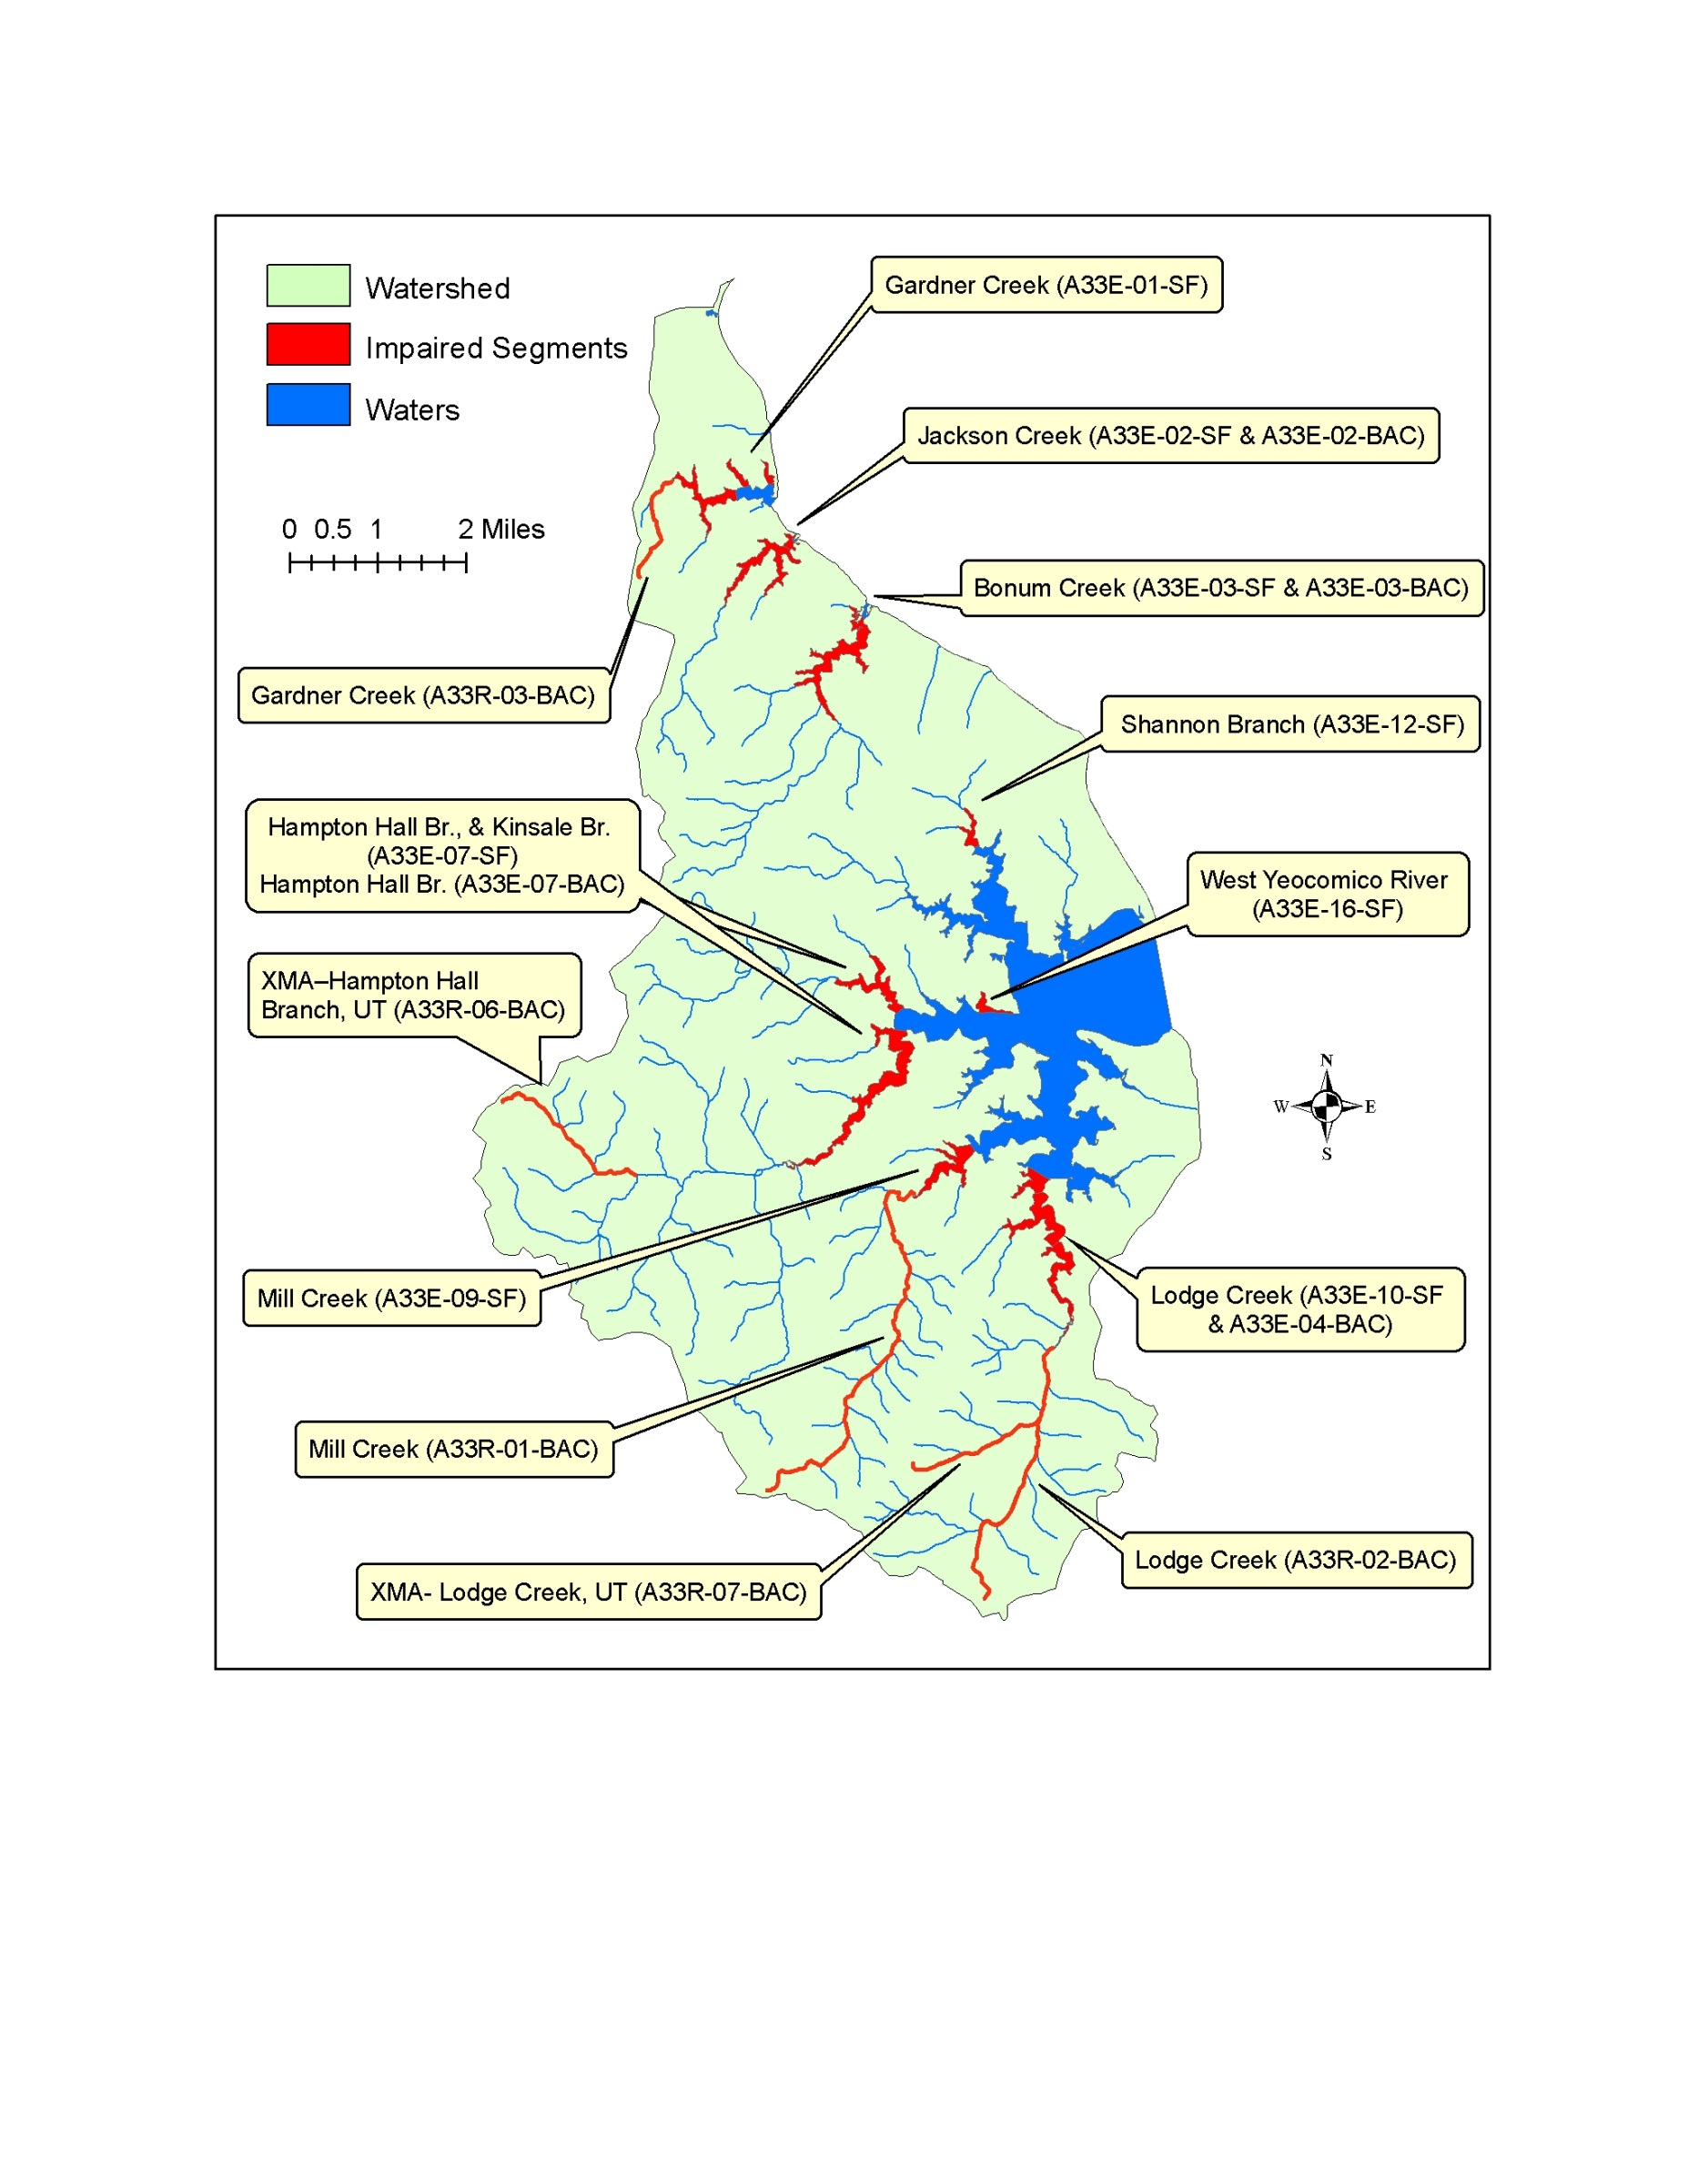 Watershed
Impaired Segments
Waters
0 0.5 1 2 Miles
Gardner Creek (A33E-01-SF)
Jackson Creek (A33E-02-SF & A33E-02-BAC)
Bonum Creek (A33E-03-SF & A33E-03-BAC)
Gardner Creek (A33R-03-BAC)
Shannon Branch (A33E-12-SF)
Hampton Hall Br., & Kinsale Br.
(A33E-07-SF)
Hampton Hall Br. (A33E-07-BAC)
West Yeocomico River
(A33E-16-SF)
XMA–Hampton Hall
Branch, UT (A33R-06-BAC)
N
W E
S
Mill Creek (A33E-09-SF)
Lodge Creek (A33E-10-SF
& A33E-04-BAC)
Mill Creek (A33R-01-BAC)
Lodge Creek (A33R-02-BAC)
XMA- Lodge Creek, UT (A33R-07-BAC)